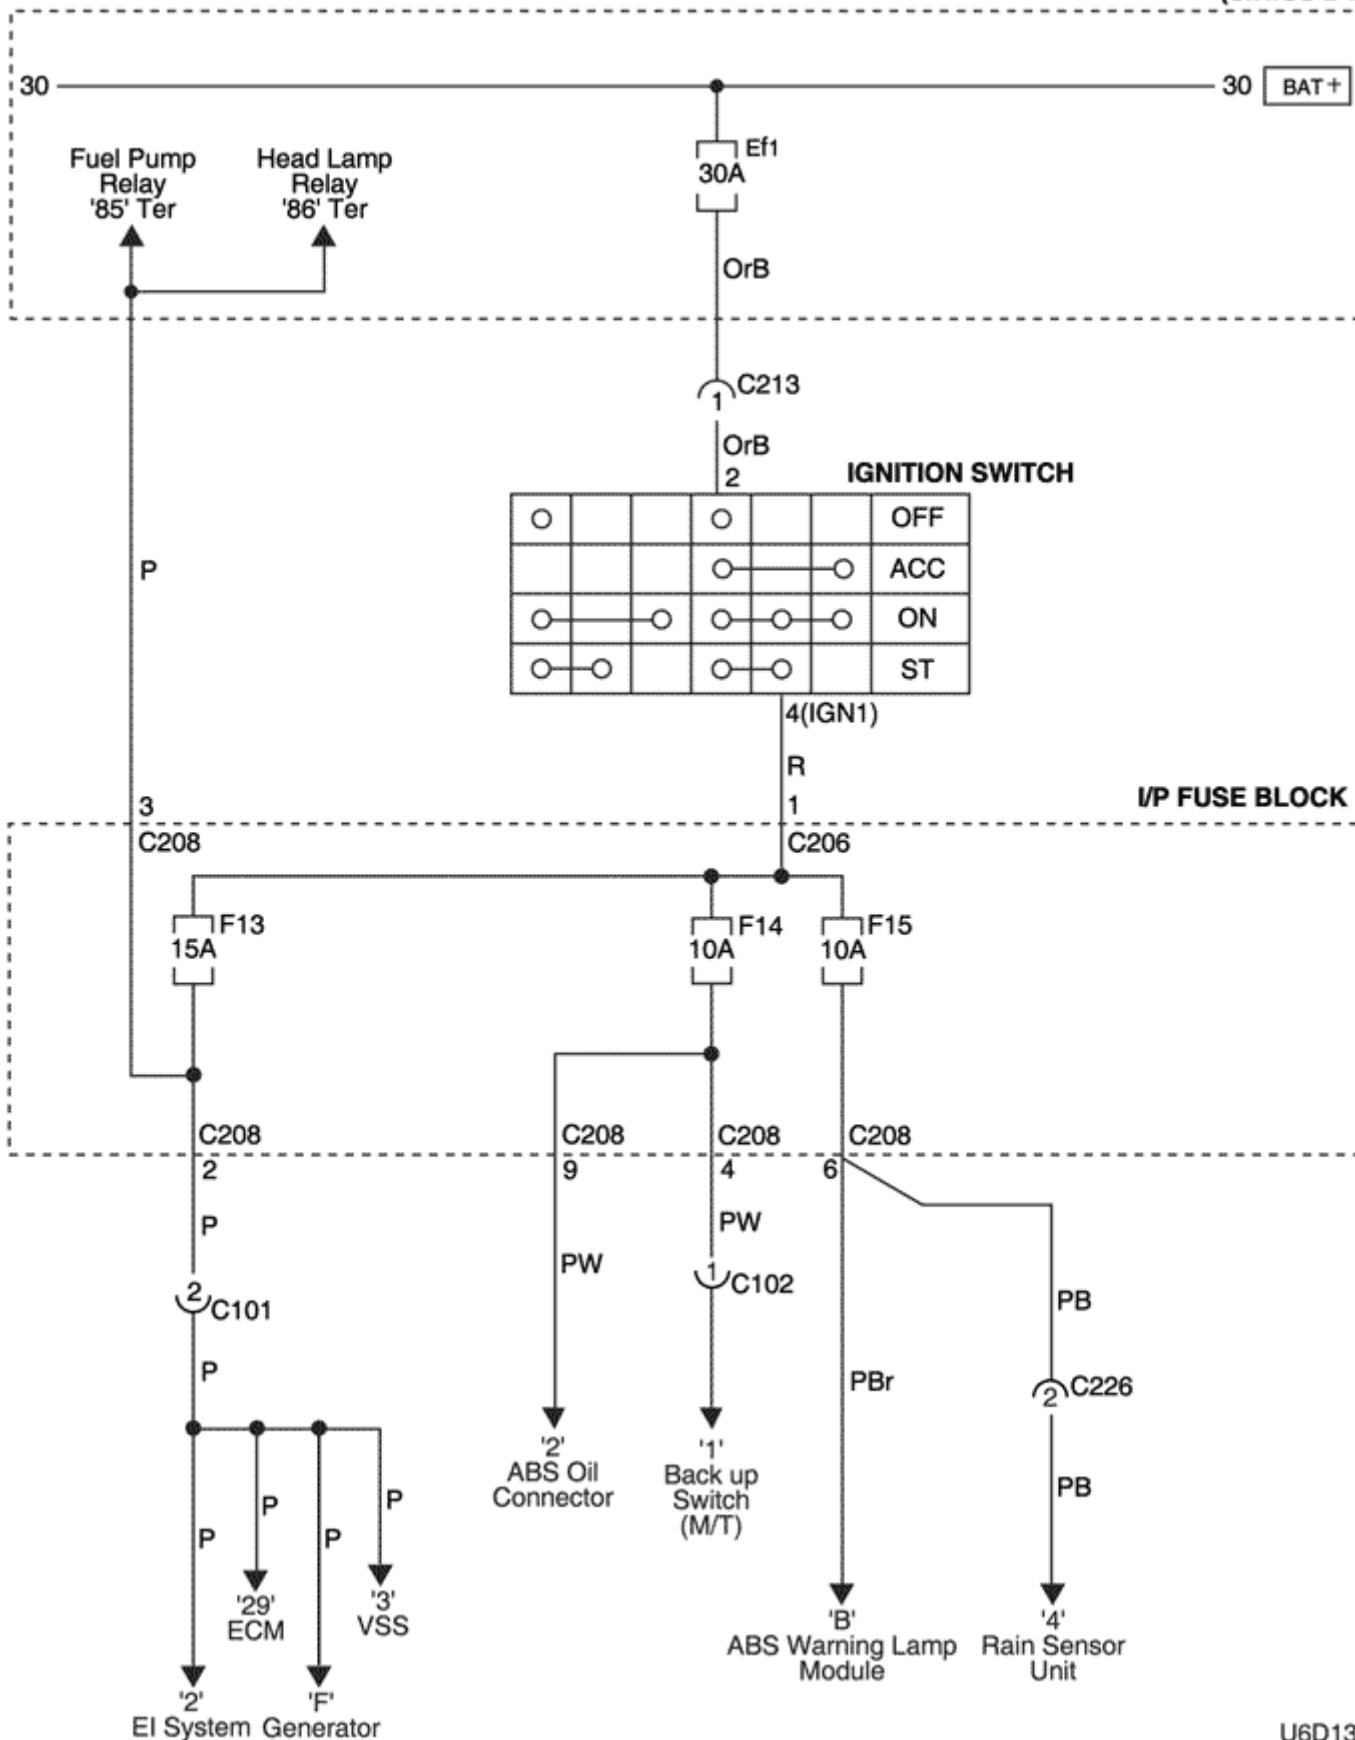 30
30
BAT+
Ef1
30A
Fuel Pump
Relay
'85' Ter
Head Lamp
Relay
'86' Ter
OrB
C213
1
OrB
2
IGNITION SWITCH
OFF
ACC
ON
ST
P
4(IGN1)
R
1
3
I/P FUSE BLOCK
C208
C206
F13
15A
F14
10A
F15
10A
C208
C208
C208
C208
2
9
4
6
P
PW
PW
2
C101
1
C102
PB
P
PBr
2
C226
PB
P
P
P
P
'2'
ABS Oil
Connector
'1'
Back up
Switch
(M/T)
'29'
ECM
'3'
VSS
'B'
ABS Warning Lamp
Module
'4'
Rain Sensor
Unit
'2'
EI System
'F'
Generator
U6D13